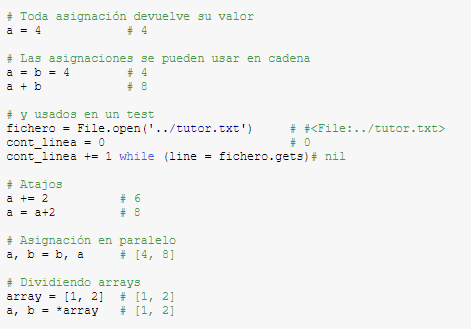 # Toda asignación devuelve su valor
a = 4 # 4
# Las asignaciones se pueden usar en cadena
a = b = 4 # 4
a + b # 8
# y usados en un test
fichero = File.open('../tutor.txt') # #<File:../tutor.txt>
cont_linea = 0 # 0
cont_linea += 1 while (line = fichero.gets)# nil
# Atajos
a += 2 # 6
a = a+2 # 8
# Asignación en paralelo
a, b = b, a # [4, 8]
# Dividiendo arrays
array = [1, 2] # [1, 2]
a, b = *array # [1, 2]